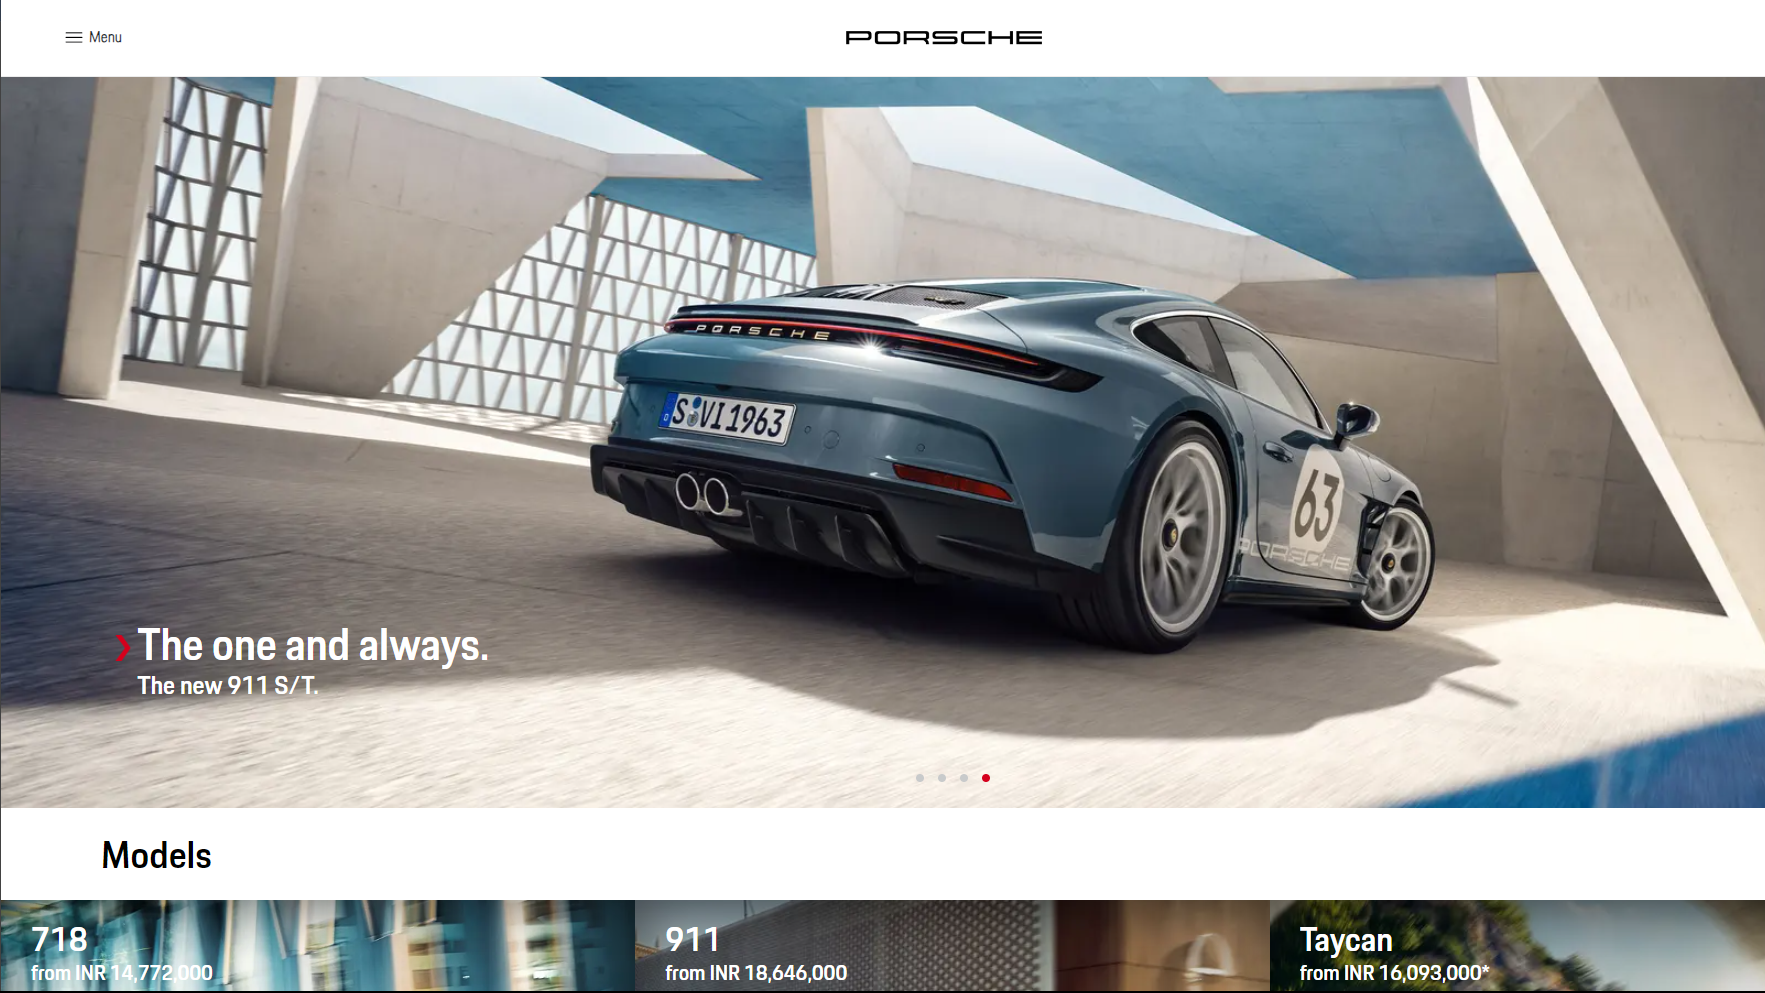 Menu
PORSCHE
PORSCHE
S VI 1963
63
PORSCHE
The one and always.
The new 911 S/T.
Models
718
from INR 14,772,000
911
from INR 18,646,000
Taycan
from INR 16,093,000*